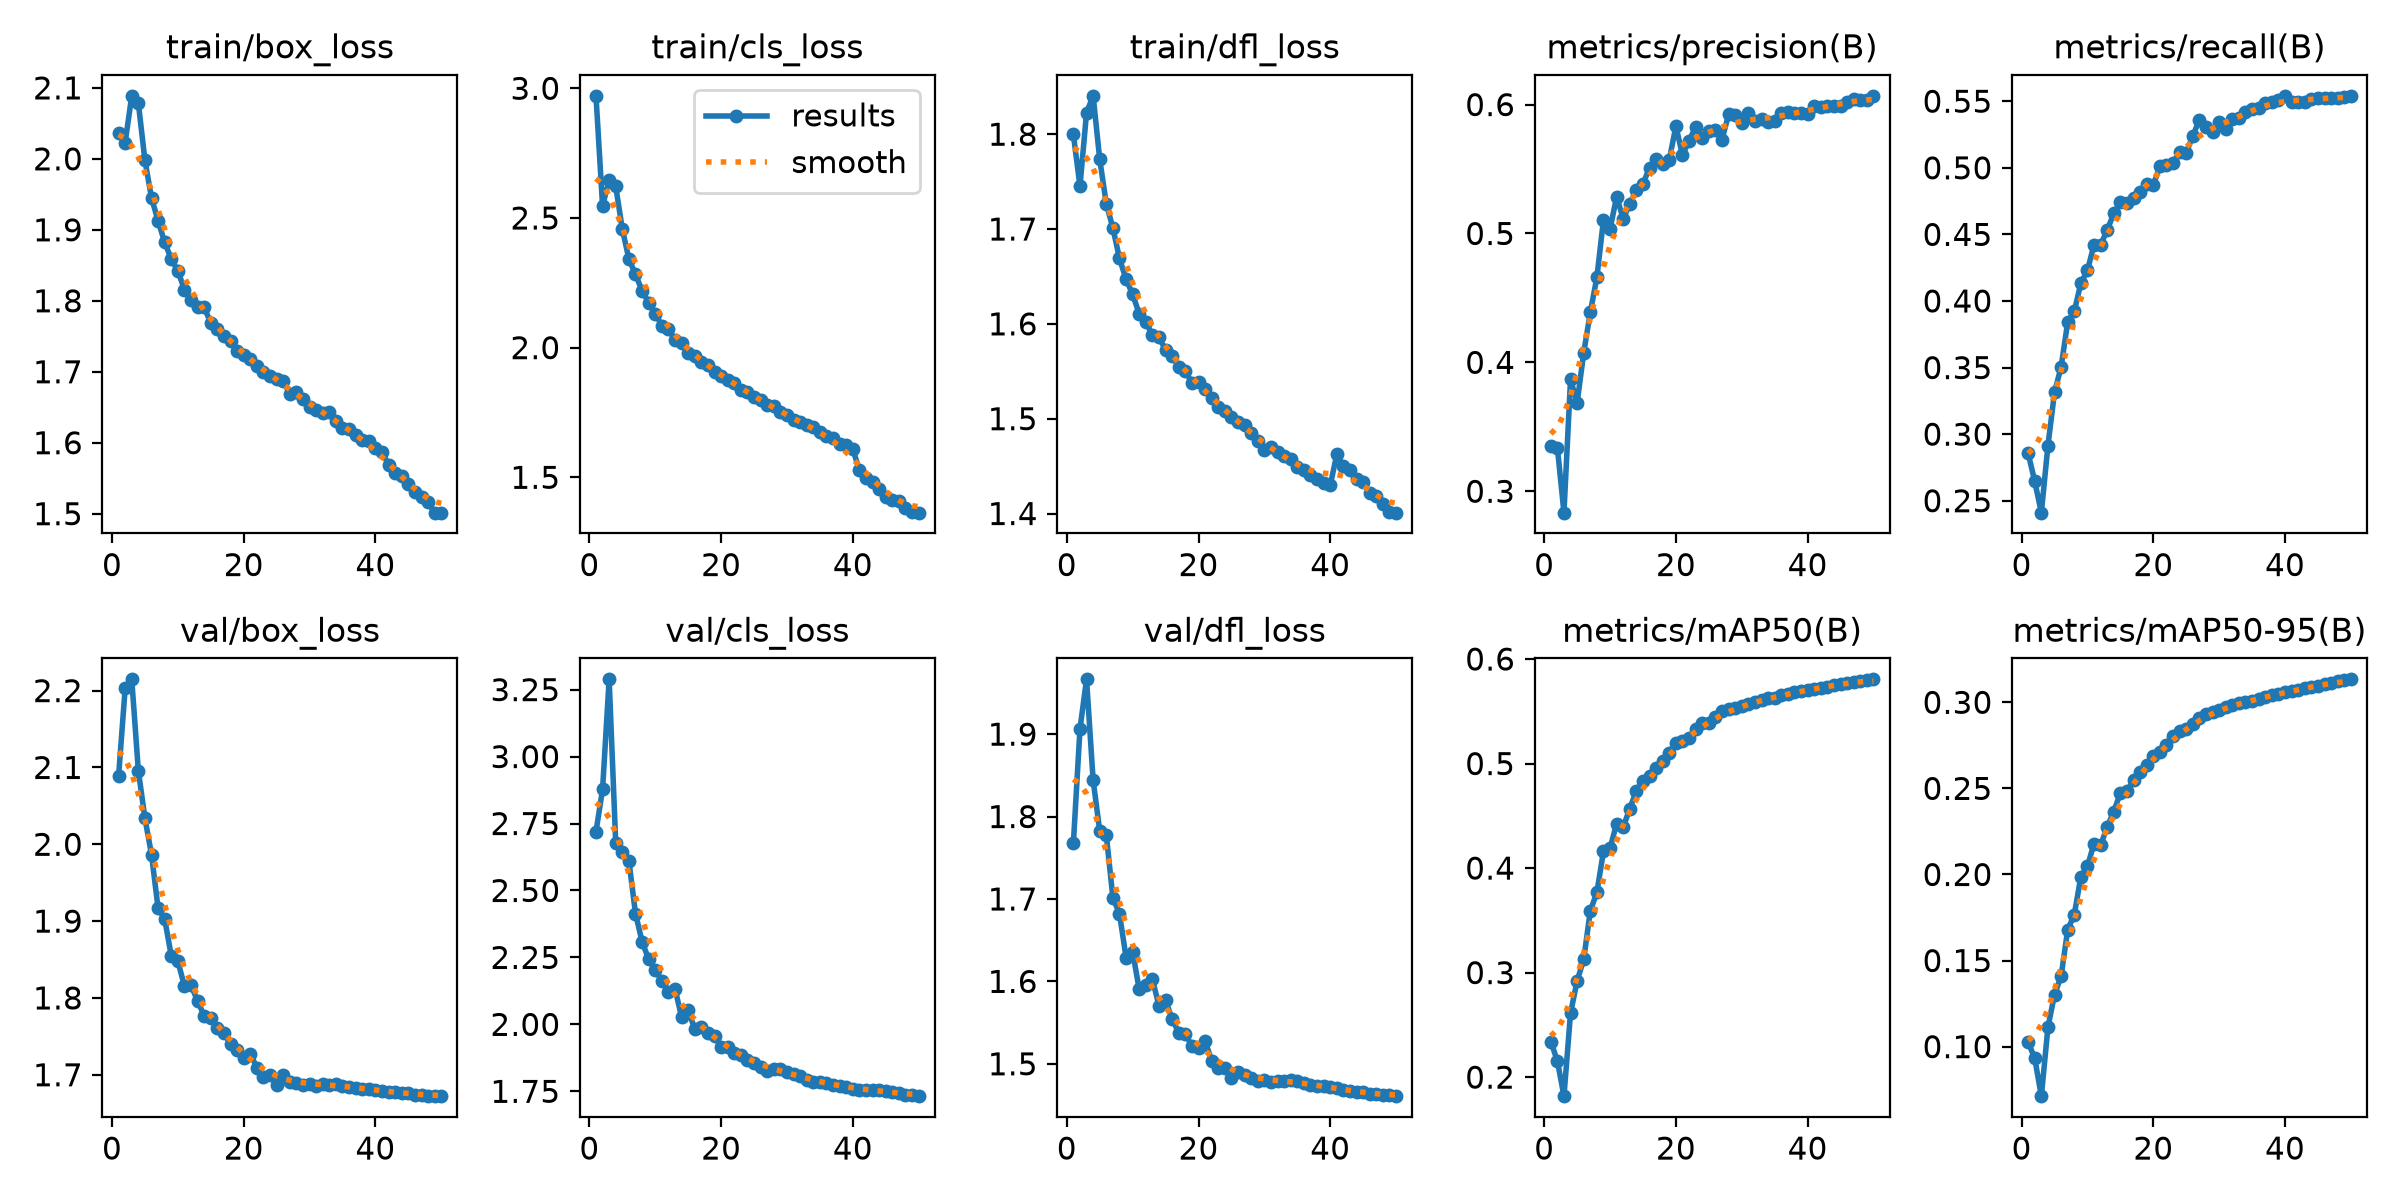 train/box_loss
2.1
2.0
1.9
1.8
1.7
1.6
1.5
0 20 40
train/cls_loss
results
smooth
3.0
2.5
2.0
1.5
0 20 40
train/dfl_loss
1.8
1.7
1.6
1.5
1.4
0 20 40
metrics/precision(B)
0.6
0.5
0.4
0.3
0 20 40
metrics/recall(B)
0.55
0.50
0.45
0.40
0.35
0.30
0.25
0 20 40
val/box_loss
2.2
2.1
2.0
1.9
1.8
1.7
0 20 40
val/cls_loss
3.25
3.00
2.75
2.50
2.25
2.00
1.75
0 20 40
val/dfl_loss
1.9
1.8
1.7
1.6
1.5
0 20 40
metrics/mAP50(B)
0.6
0.5
0.4
0.3
0.2
0 20 40
metrics/mAP50-95(B)
0.30
0.25
0.20
0.15
0.10
0 20 40